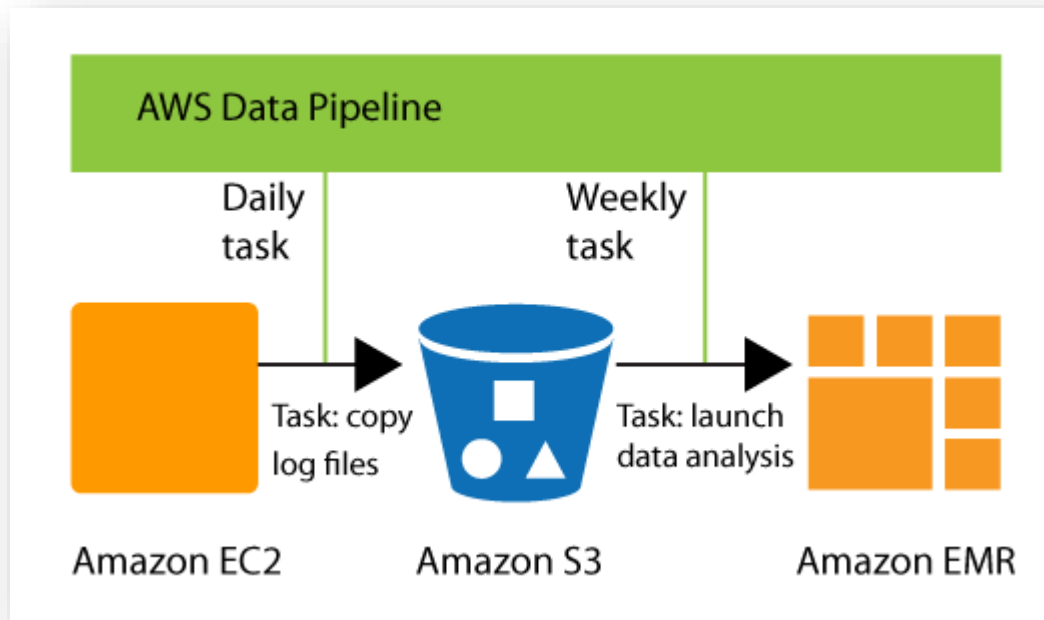 AWS Data Pipeline
Daily
task
Weekly
task
Task: copy
log files
Task: launch
data analysis
Amazon EC2
Amazon S3
Amazon EMR